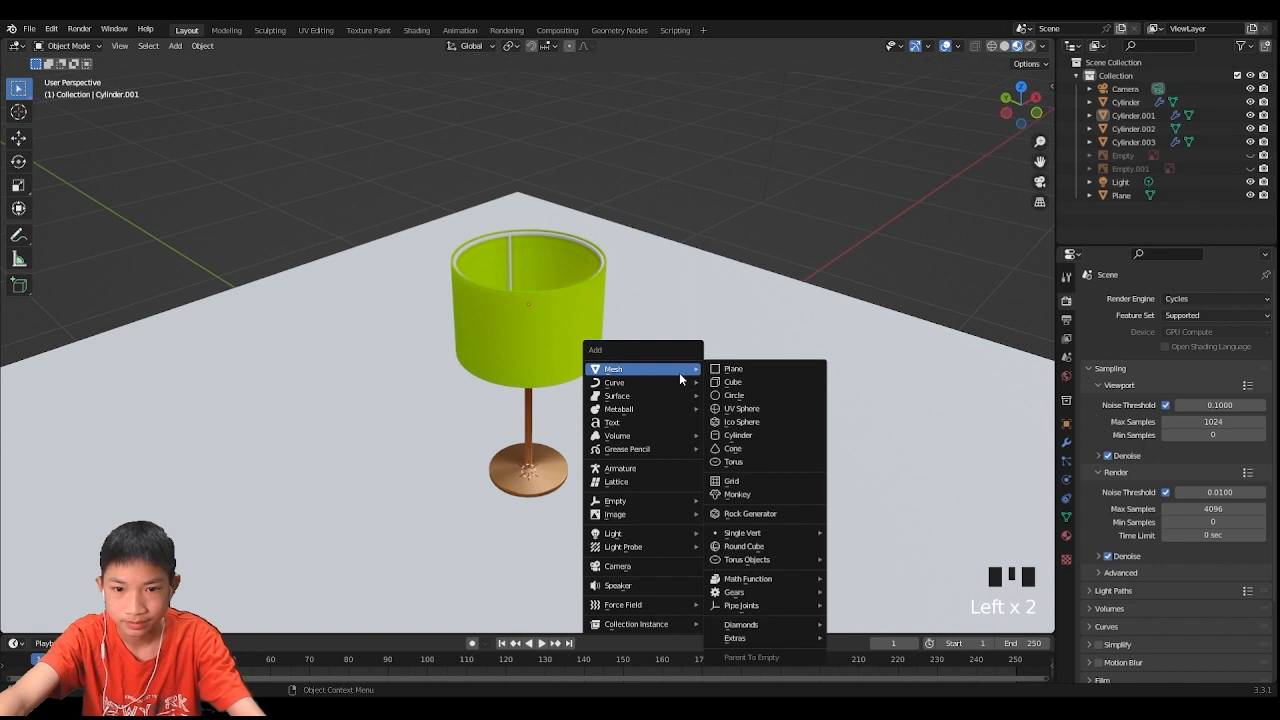 File Edit Render Window Help Layout Modeling Sculpting UV Editing Texture Paint Shading Animation Rendering Compositing Geometry Nodes Scripting + Scene ViewLayer
Object Mode View Select Add Object Global
Options
User Perspective
(1) Collection | Cylinder.001
Scene Collection
Collection
Camera
Cylinder
Cylinder.001
Cylinder.002
Cylinder.003
Empty
Empty.001
Light
Plane
Z
Y
X
Add
Mesh
Curve
Surface
Metaball
Text
Volume
Grease Pencil
Armature
Lattice
Empty
Image
Light
Light Probe
Camera
Speaker
Force Field
Collection Instance
Plane
Cube
Circle
UV Sphere
Ico Sphere
Cylinder
Cone
Torus
Grid
Monkey
Rock Generator
Single Vert
Round Cube
Torus Objects
Math Function
Gears
Pipe Joints
Diamonds
Extras
Parent To Empty
Scene
Render Engine Cycles
Feature Set Supported
Device GPU Compute
Open Shading Language
Sampling
Viewport
Noise Threshold 0.1000
Max Samples 1024
Min Samples 0
Denoise
Render
Noise Threshold 0.0100
Max Samples 4096
Min Samples 0
Time Limit 0 sec
Denoise
Advanced
Light Paths
Volumes
Curves
Simplify
Motion Blur
Film
Left x 2
1 Start 1 End 250
60 70 80 90 100 110 120 130 140 150 160 210 220 230 240 250
Object Context Menu
3.3.1
NEW YORK